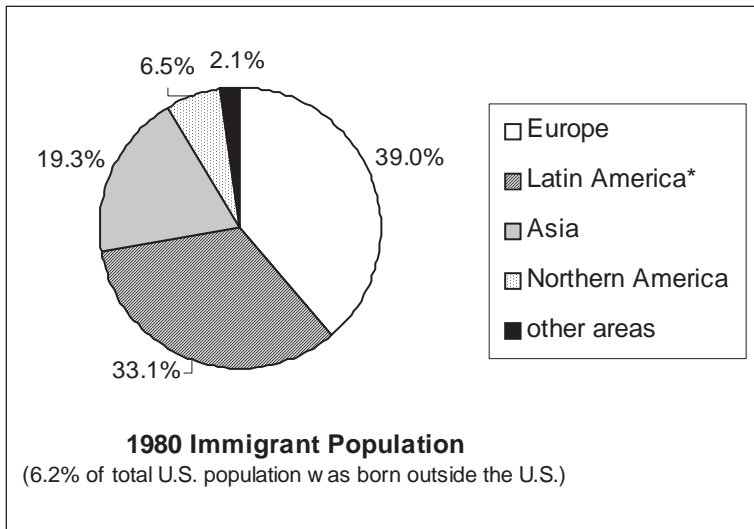 6.5%
2.1%
19.3%
39.0%
33.1%
Europe
Latin America*
Asia
Northern America
other areas
1980 Immigrant Population
(6.2% of total U.S. population was born outside the U.S.)